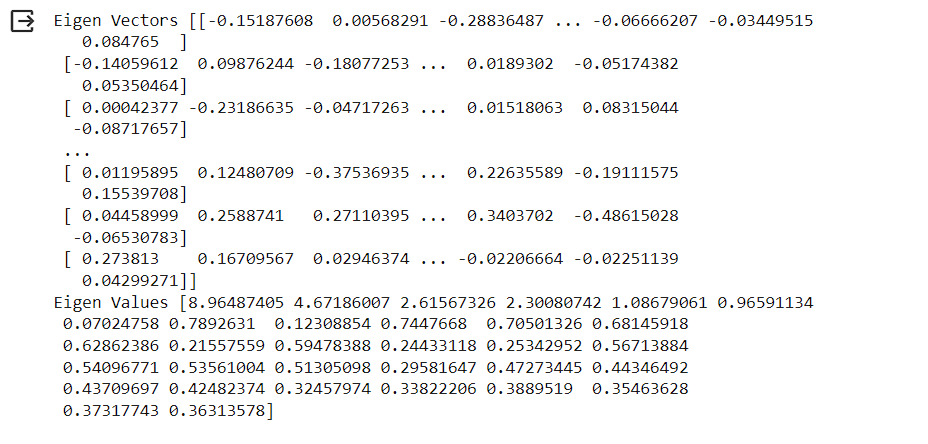 Eigen Vectors [[-0.15187608  0.00568291 -0.28836487 ... -0.06666207 -0.03449515
   0.084765  ]
 [-0.14059612  0.09876244 -0.18077253 ...  0.0189302  -0.05174382
   0.05350464]
 [ 0.00042377 -0.23186635 -0.04717263 ...  0.01518063  0.08315044
  -0.08717657]
 ...
 [ 0.01195895  0.12480709 -0.37536935 ...  0.22635589 -0.19111575
   0.15539708]
 [ 0.04458999  0.2588741   0.27110395 ...  0.3403702  -0.48615028
  -0.06530783]
 [ 0.273813    0.16709567  0.02946374 ... -0.02206664 -0.02251139
   0.04299271]]
Eigen Values [8.96487405 4.67186007 2.61567326 2.30080742 1.08679061 0.96591134
 0.07024758 0.7892631  0.12308854 0.7447668  0.70501326 0.68145918
 0.62862386 0.21557559 0.59478388 0.24433118 0.25342952 0.56713884
 0.54096771 0.53561004 0.51305098 0.29581647 0.47273445 0.44346492
 0.43709697 0.42482374 0.32457974 0.33822206 0.3889519  0.35463628
 0.37317743 0.36313578]